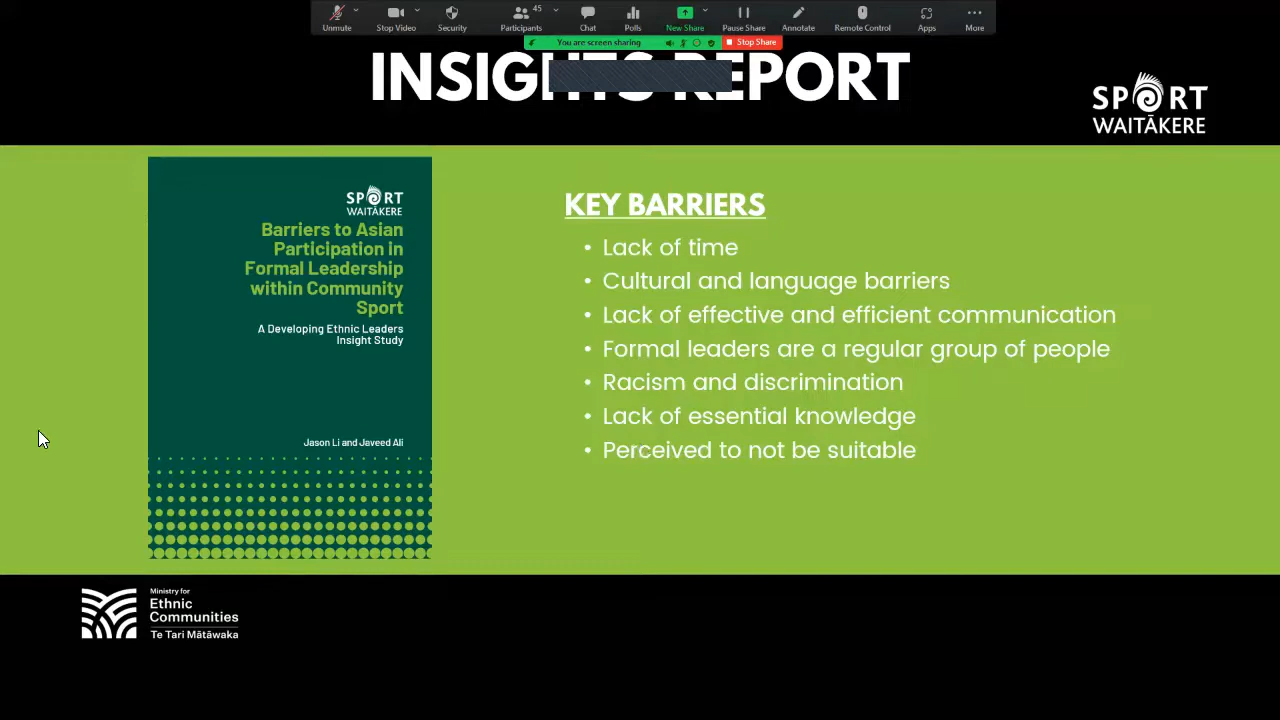 45
Unmute
Stop Video
Security
Participants
Chat
Polls
New Share
Pause Share
Annotate
Remote Control
Apps
More
You are screen sharing
Stop Share
INSIGHTS REPORT
SPORT
WAITĀKERE
SPORT
WAITĀKERE
Barriers to Asian
Participation in
Formal Leadership
within Community
Sport
A Developing Ethnic Leaders
Insight Study
Jason Li and Javeed Ali
KEY BARRIERS
• Lack of time
• Cultural and language barriers
• Lack of effective and efficient communication
• Formal leaders are a regular group of people
• Racism and discrimination
• Lack of essential knowledge
• Perceived to not be suitable
Ministry for
Ethnic
Communities
Te Tari Mātāwaka